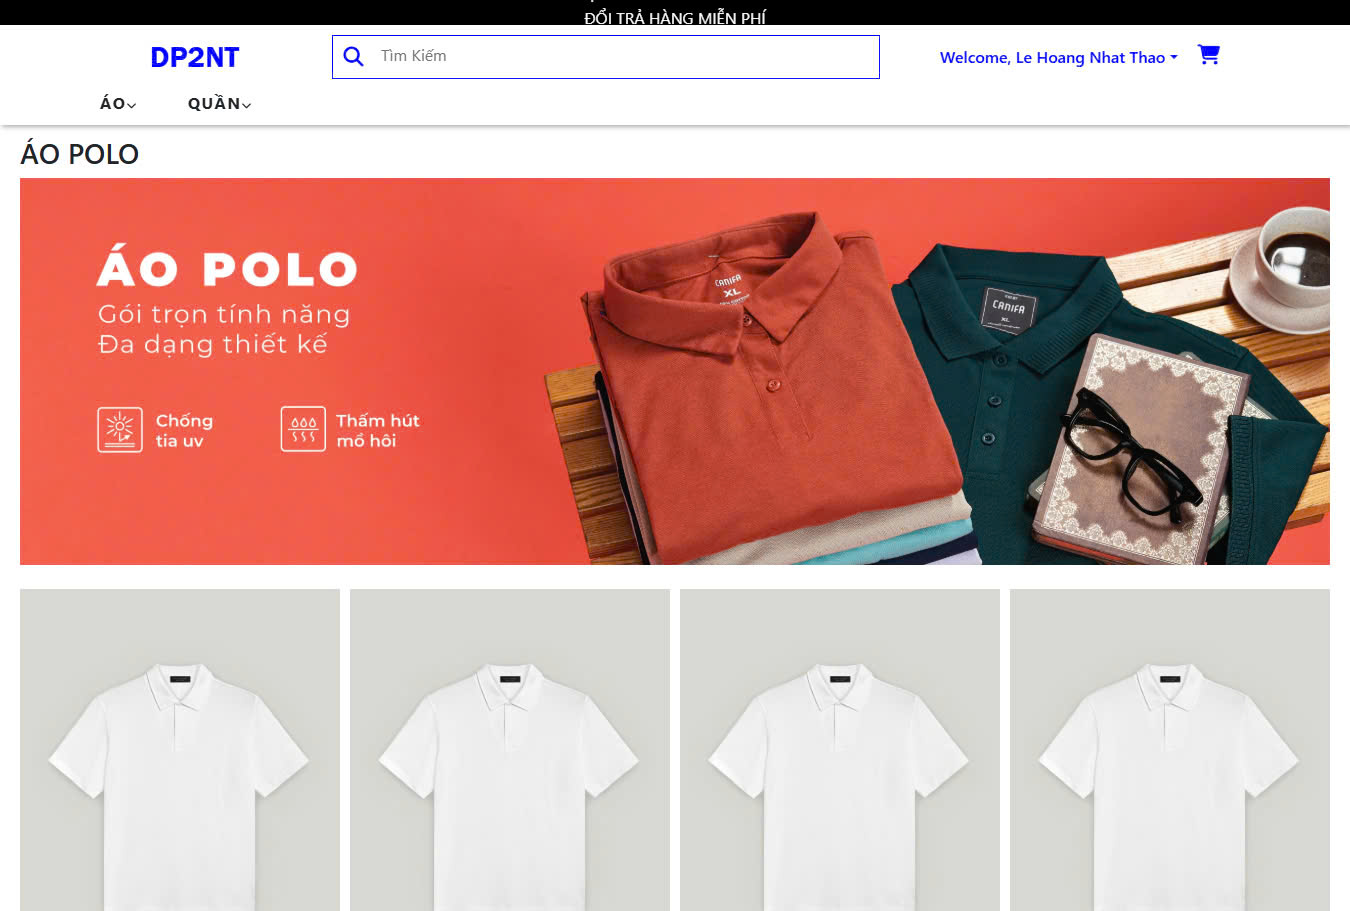 ĐỔI TRẢ HÀNG MIỄN PHÍ
DP2NT
Tìm Kiếm
Welcome, Le Hoang Nhat Thao
ÁO
QUẦN
ÁO POLO
ÁO POLO
Gói trọn tính năng
Đa dạng thiết kế
Chống
tia uv
Thấm hút
mồ hôi
CANIFA
XL
CANIFA
XL